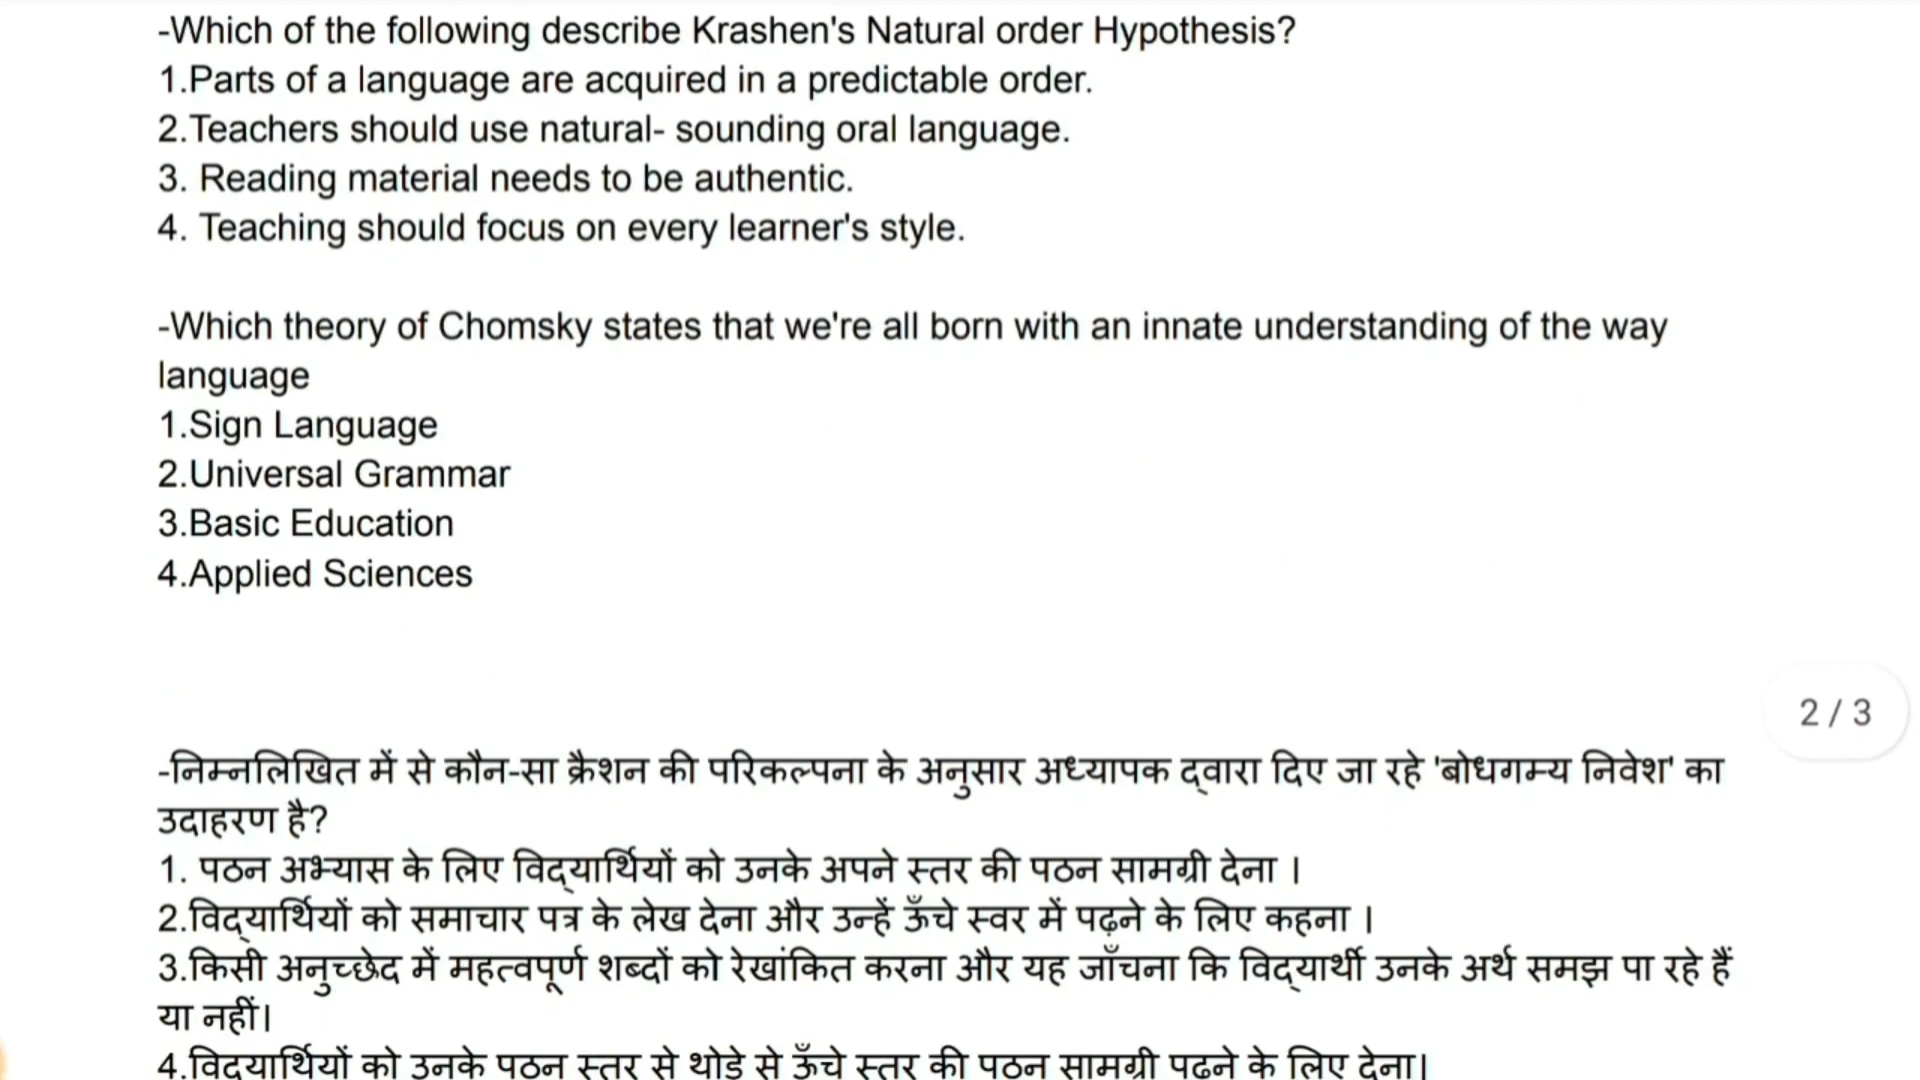 -Which of the following describe Krashen's Natural order Hypothesis?
1.Parts of a language are acquired in a predictable order.
2.Teachers should use natural- sounding oral language.
3. Reading material needs to be authentic.
4. Teaching should focus on every learner's style.
-Which theory of Chomsky states that we're all born with an innate understanding of the way
language
1.Sign Language
2.Universal Grammar
3.Basic Education
4.Applied Sciences
2 / 3
-निम्नलिखित में से कौन-सा क्रैशन की परिकल्पना के अनुसार अध्यापक द्वारा दिए जा रहे 'बोधगम्य निवेश' का
उदाहरण है?
1. पठन अभ्यास के लिए विद्यार्थियों को उनके अपने स्तर की पठन सामग्री देना ।
2.विद्यार्थियों को समाचार पत्र के लेख देना और उन्हें ऊँचे स्वर में पढ़ने के लिए कहना ।
3.किसी अनुच्छेद में महत्वपूर्ण शब्दों को रेखांकित करना और यह जाँचना कि विद्यार्थी उनके अर्थ समझ पा रहे हैं
या नहीं।
4.विद्यार्थियों को उनके पठन स्तर से थोड़े से ऊँचे स्तर की पठन सामग्री पढ़ने के लिए देना।